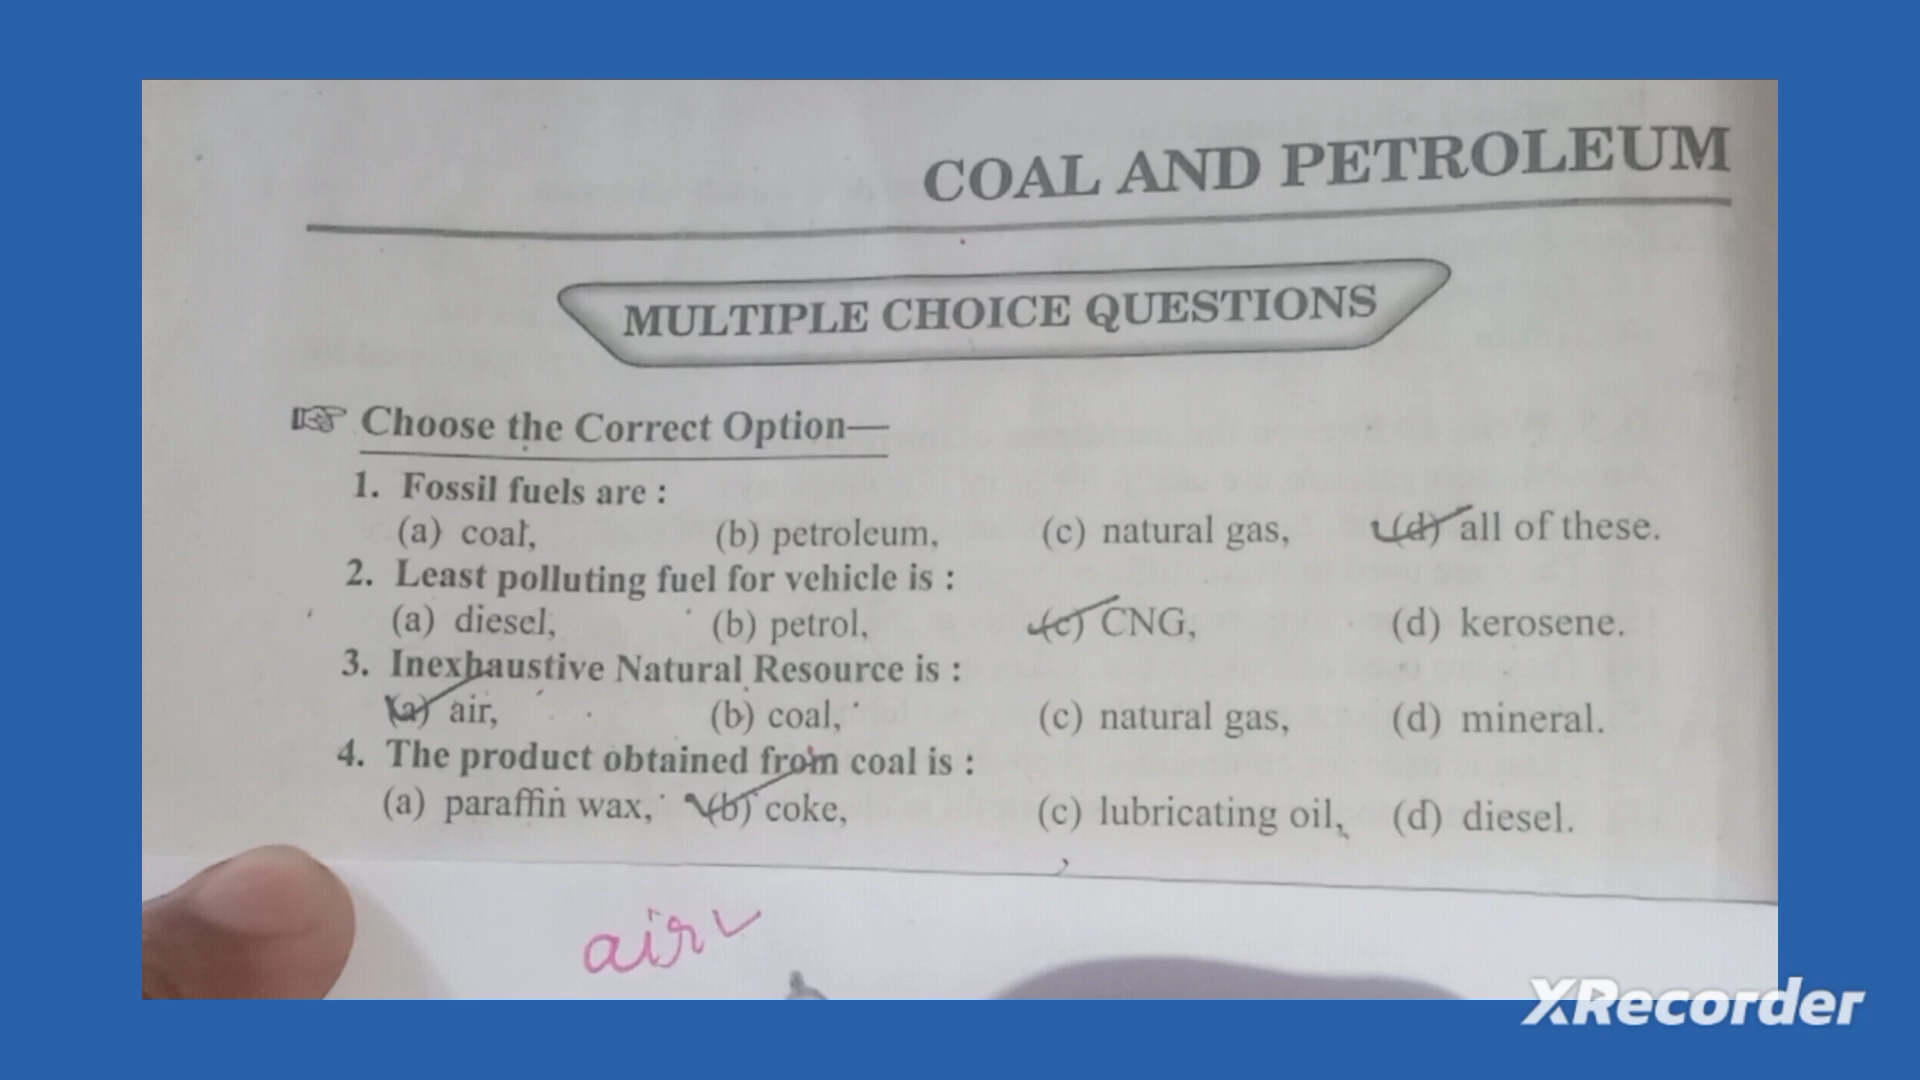 COAL AND PETROLEUM
MULTIPLE CHOICE QUESTIONS
☞ Choose the Correct Option—
1. Fossil fuels are :
(a) coal, (b) petroleum, (c) natural gas, (d) all of these.
2. Least polluting fuel for vehicle is :
(a) diesel, (b) petrol, (c) CNG, (d) kerosene.
3. Inexhaustive Natural Resource is :
(a) air, (b) coal, (c) natural gas, (d) mineral.
4. The product obtained from coal is :
(a) paraffin wax, (b) coke, (c) lubricating oil, (d) diesel.
air ✓
XRecorder